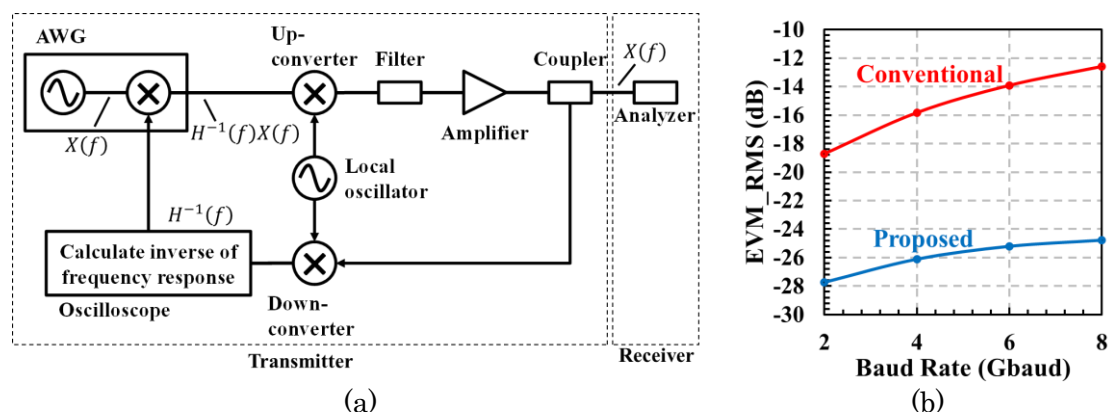 AWG
X(f)
H⁻¹(f)X(f)
Up-
converter
Filter
Amplifier
Coupler
X(f)
Analyzer
Local
oscillator
H⁻¹(f)
Calculate inverse of
frequency response
Oscilloscope
Down-
converter
Transmitter
Receiver
(a)
EVM_RMS (dB)
-10
-12
-14
-16
-18
-20
-22
-24
-26
-28
-30
Conventional
Proposed
2
4
6
8
Baud Rate (Gbaud)
(b)